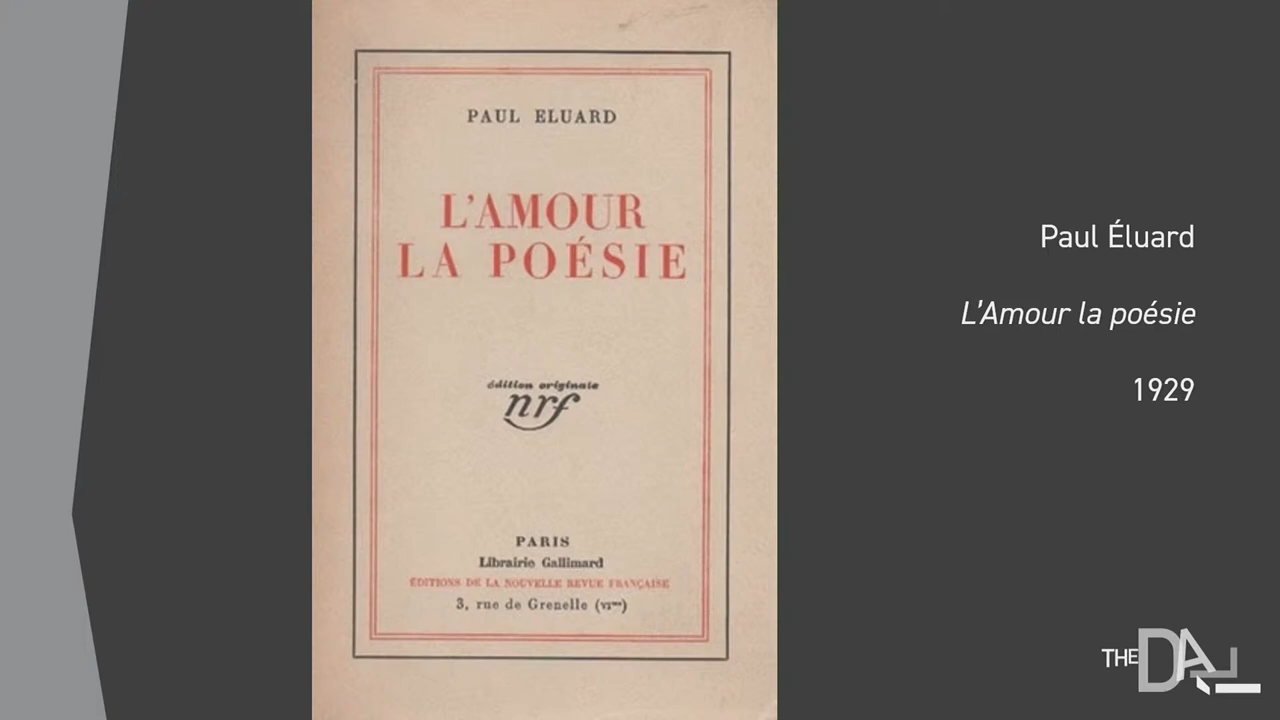 PAUL ELUARD
L'AMOUR
LA POÉSIE
édition originale
nrf
PARIS
Librairie Gallimard
ÉDITIONS DE LA NOUVELLE REVUE FRANÇAISE
3, rue de Grenelle (VIme)
Paul Éluard
L'Amour la poésie
1929
THE DALI